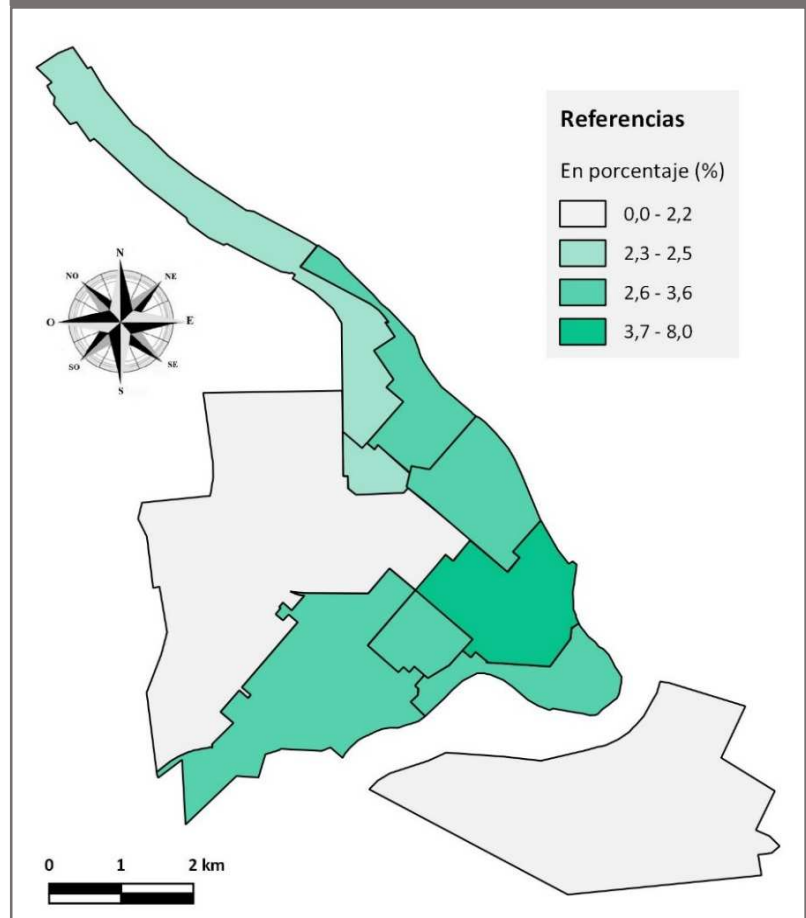 Referencias
En porcentaje (%)
0,0 - 2,2
2,3 - 2,5
2,6 - 3,6
3,7 - 8,0
N
NO NE
O E
SO SE
S
0 1 2 km